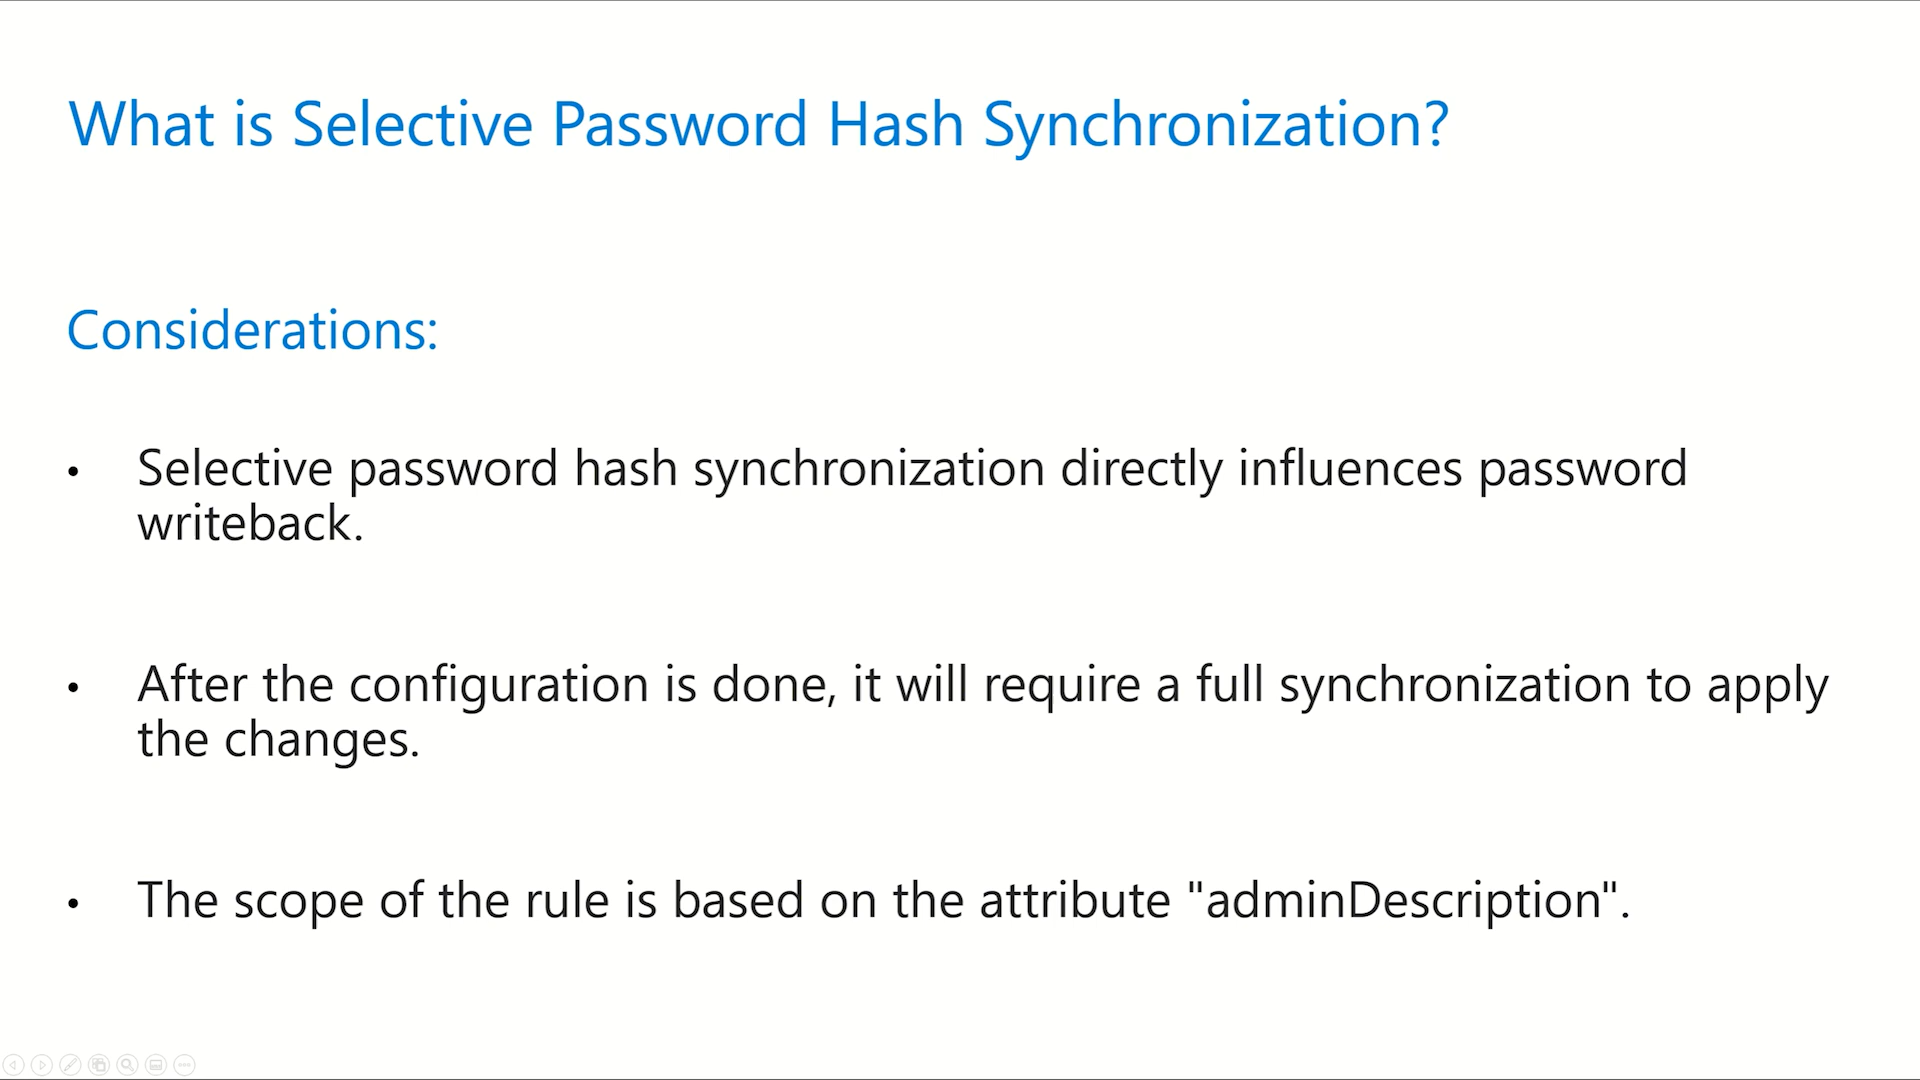 What is Selective Password Hash Synchronization?
Considerations:
• Selective password hash synchronization directly influences password
writeback.
• After the configuration is done, it will require a full synchronization to apply
the changes.
• The scope of the rule is based on the attribute "adminDescription".